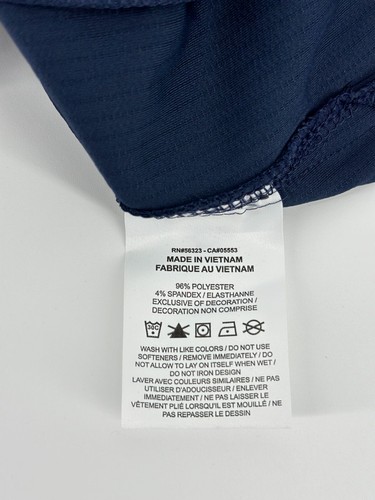 RN#56323 - CA#05553
MADE IN VIETNAM
FABRIQUE AU VIETNAM
96% POLYESTER
4% SPANDEX / ELASTHANNE
EXCLUSIVE OF DECORATION /
DECORATION NON COMPRISE
30C
WASH WITH LIKE COLORS / DO NOT USE
SOFTENERS / REMOVE IMMEDIATELY / DO
NOT ALLOW TO LAY ON ITSELF WHEN WET /
DO NOT IRON DESIGN
LAVER AVEC COULEURS SIMILAIRES / NE PAS
UTILISER D'ADOUCISSEUR / ENLEVER
IMMÉDIATEMENT / NE PAS LAISSER LE
VÊTEMENT PLIÉ LORSQU'IL EST MOUILLÉ / NE
PAS REPASSER LE DESSIN